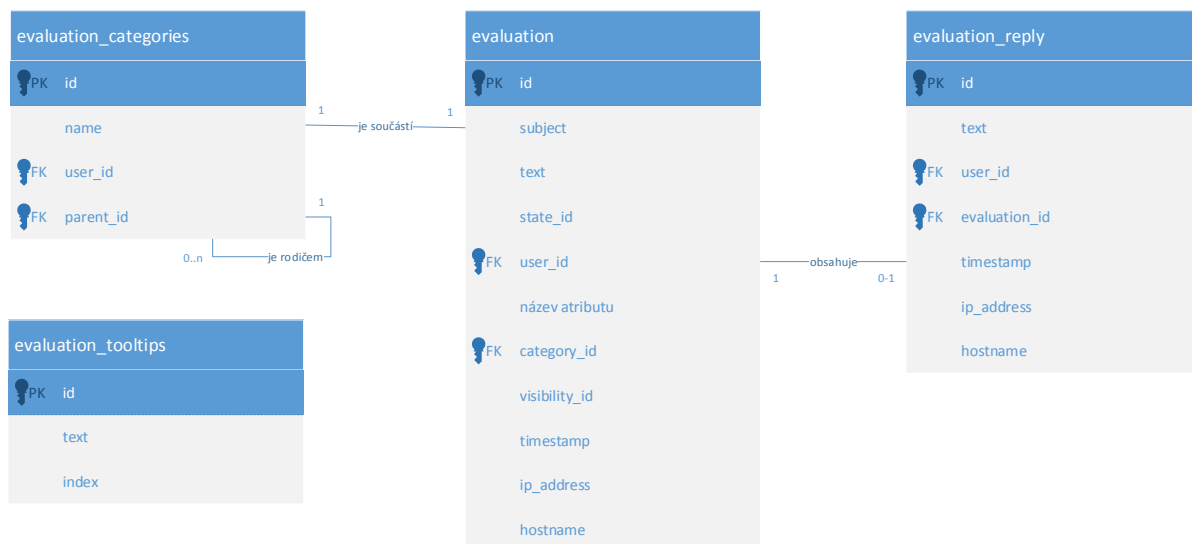 evaluation_categories
PK id
name
FK user_id
FK parent_id
1
je součástí
1
1
0..n
je rodičem
evaluation_tooltips
PK id
text
index
evaluation
PK id
subject
text
state_id
FK user_id
název atributu
FK category_id
visibility_id
timestamp
ip_address
hostname
1
obsahuje
0-1
evaluation_reply
PK id
text
FK user_id
FK evaluation_id
timestamp
ip_address
hostname